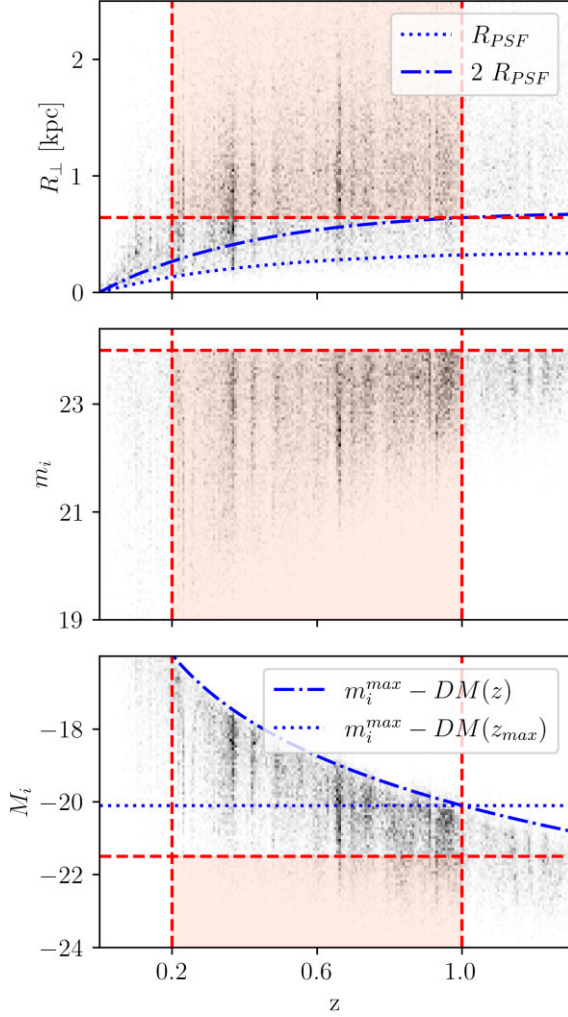 2
1
0
R⊥ [kpc]
R_PSF
2 R_PSF
23
21
19
m_i
−18
−20
−22
−24
M_i
m_i^max − DM(z)
m_i^max − DM(z_max)
0.2 0.6 1.0
z